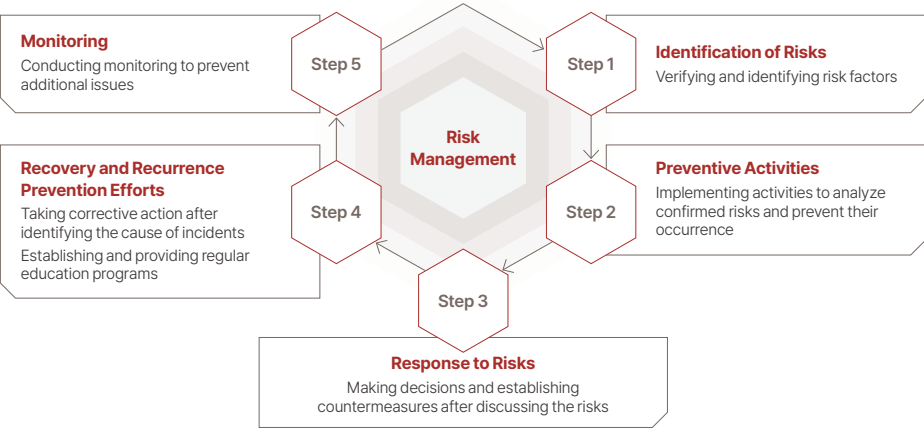 Risk
Management
Step 1
Identification of Risks
Verifying and identifying risk factors
Step 2
Preventive Activities
Implementing activities to analyze
confirmed risks and prevent their
occurrence
Step 3
Response to Risks
Making decisions and establishing
countermeasures after discussing the risks
Step 4
Recovery and Recurrence
Prevention Efforts
Taking corrective action after
identifying the cause of incidents
Establishing and providing regular
education programs
Step 5
Monitoring
Conducting monitoring to prevent
additional issues